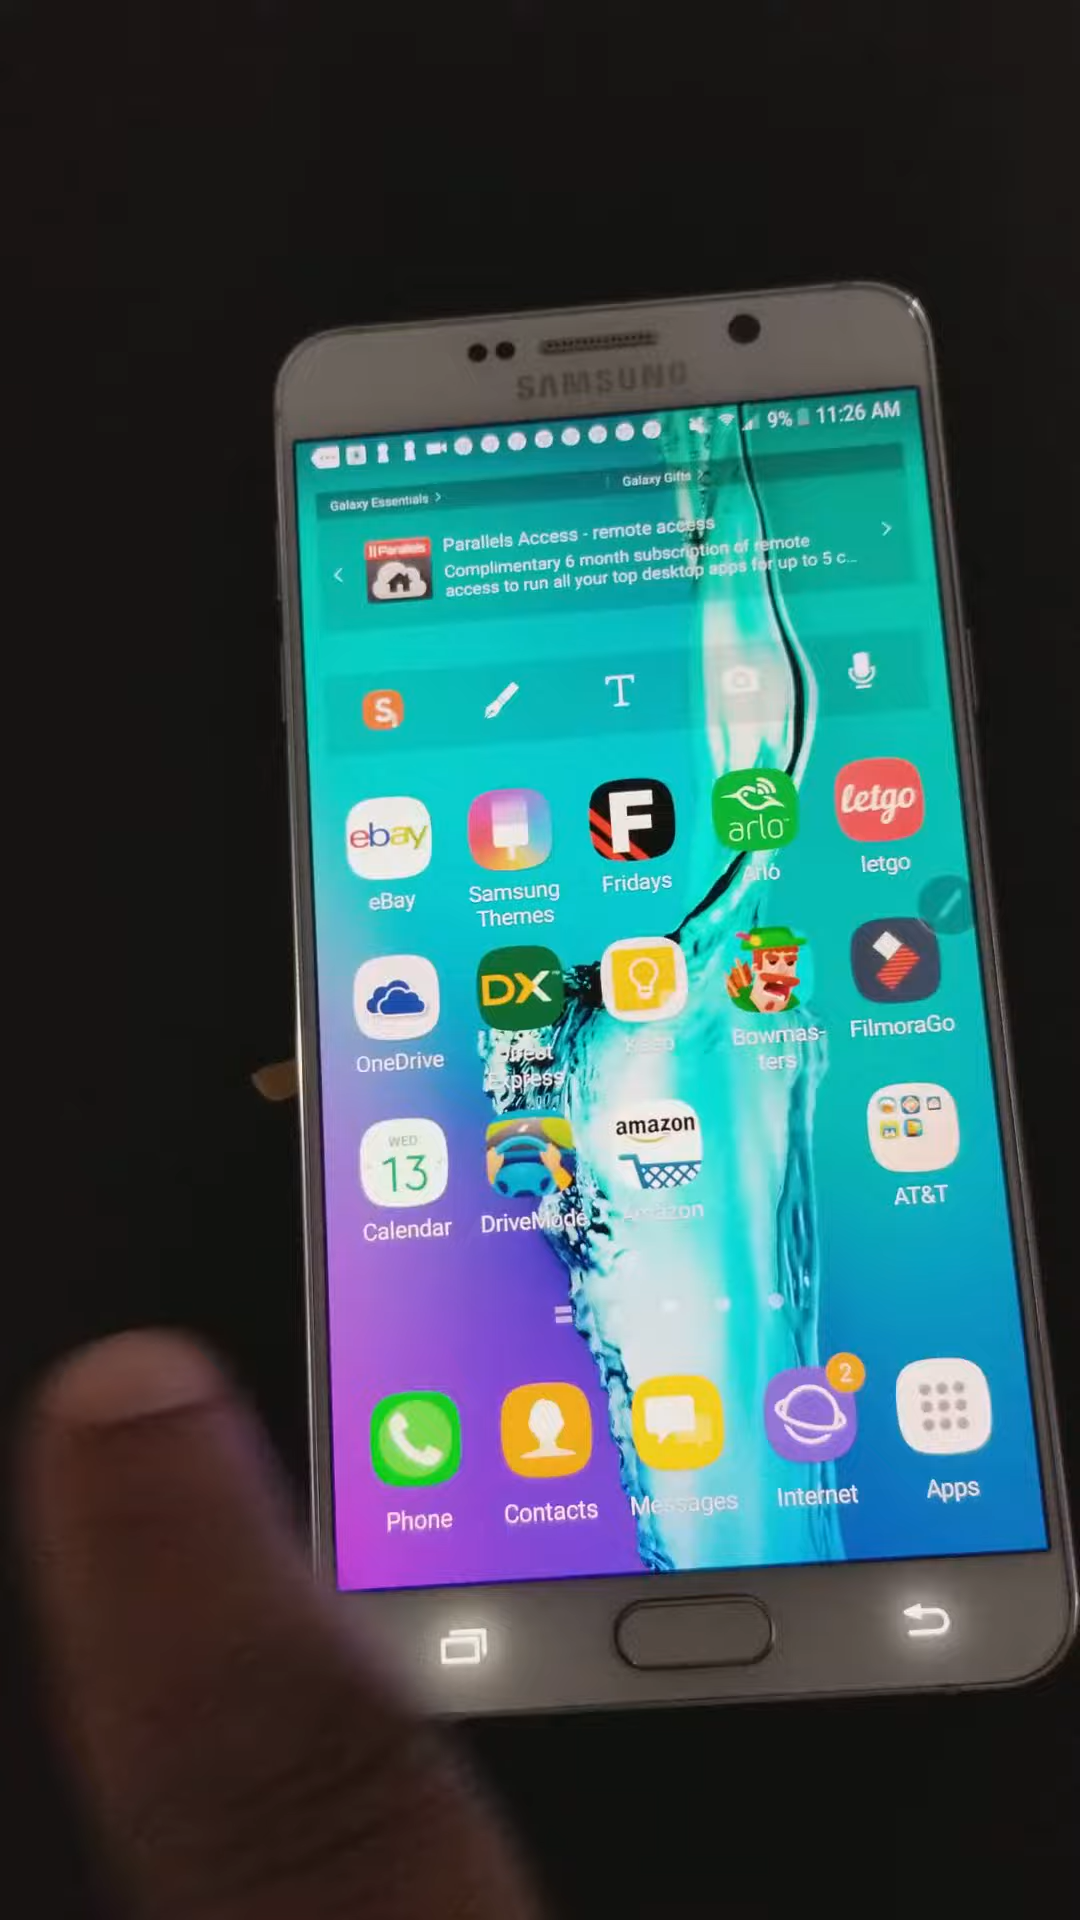 SAMSUNG
9% 11:26 AM
Galaxy Essentials >
Galaxy Gifts >
||Parallels
Parallels Access - remote access
Complimentary 6 month subscription of remote
access to run all your top desktop apps for up to 5 c...
S
T
ebay
F
arlo
letgo
eBay
Samsung
Themes
Fridays
Arlo
letgo
DX
OneDrive
Direct
Express
Keep
Bowmas-
ters
FilmoraGo
WED
13
amazon
Calendar
DriveMode
Amazon
AT&T
2
Phone
Contacts
Messages
Internet
Apps